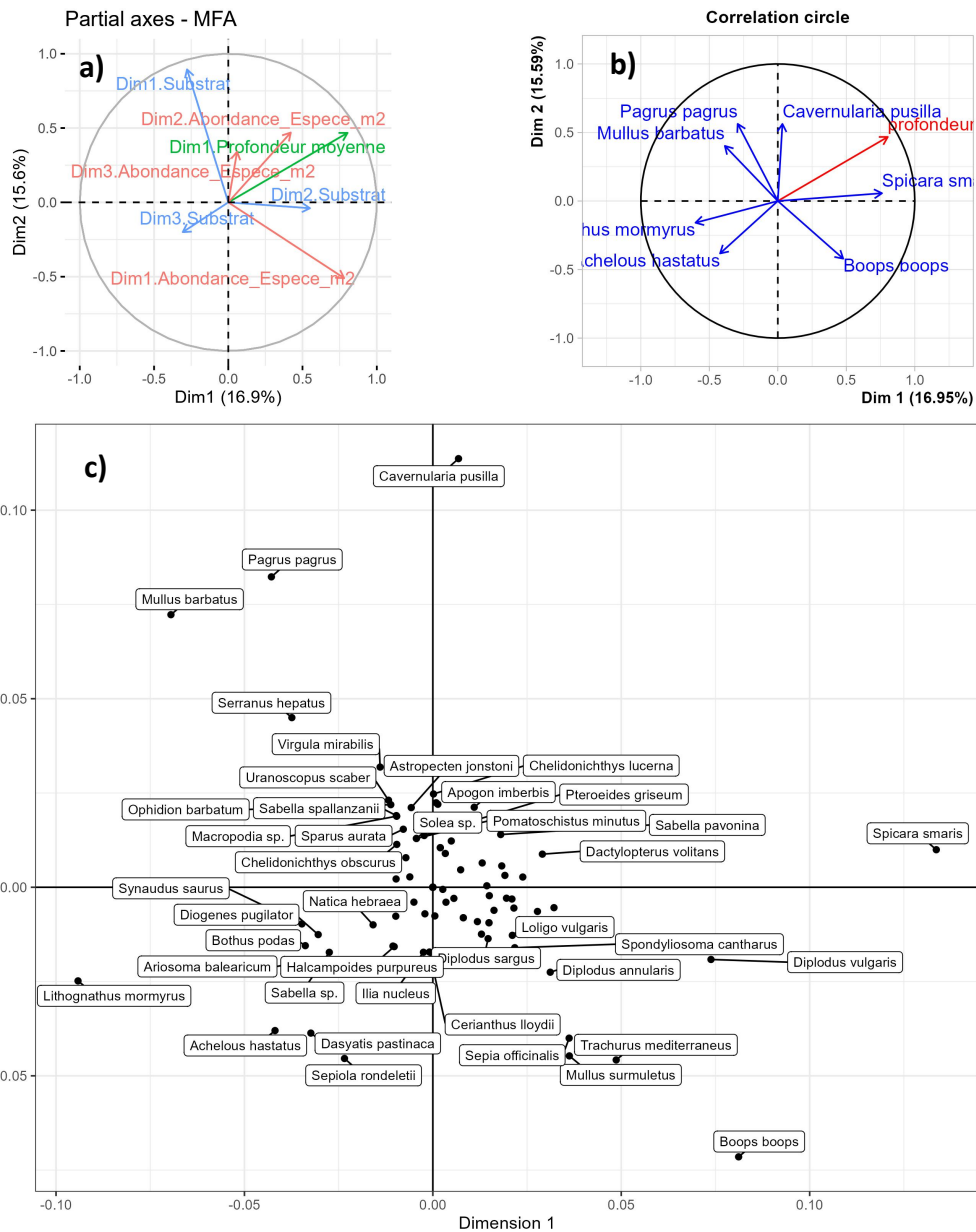 Partial axes - MFA
a)
Dim1.Substrat
Dim2.Abondance_Espece_m2
Dim1.Profondeur moyenne
Dim3.Abondance_Espece_m2
Dim2.Substrat
Dim3.Substrat
Dim1.Abondance_Espece_m2
1.0
0.5
0.0
-0.5
-1.0
Dim2 (15.6%)
-1.0 -0.5 0.0 0.5 1.0
Dim1 (16.9%)
Correlation circle
b)
Pagrus pagrus
Cavernularia pusilla
Mullus barbatus
profondeur
Spicara sma
hus mormyrus
Achelous hastatus
Boops boops
1.0
0.5
0.0
-0.5
-1.0
Dim 2 (15.59%)
-1.0 -0.5 0.0 0.5 1.0
Dim 1 (16.95%)
c)
Cavernularia pusilla
0.10
Pagrus pagrus
Mullus barbatus
0.05
Serranus hepatus
Virgula mirabilis
Astropecten jonstoni
Chelidonichthys lucerna
Uranoscopus scaber
Apogon imberbis
Pteroeides griseum
Ophidion barbatum
Sabella spallanzanii
Solea sp.
Pomatoschistus minutus
Sabella pavonina
Macropodia sp.
Sparus aurata
Spicara smaris
Chelidonichthys obscurus
Dactylopterus volitans
0.00
Synaudus saurus
Natica hebraea
Diogenes pugilator
Loligo vulgaris
Bothus podas
Spondyliosoma cantharus
Diplodus sargus
Diplodus vulgaris
Ariosoma balearicum
Halcampoides purpureus
Diplodus annularis
Lithognathus mormyrus
Sabella sp.
Ilia nucleus
Cerianthus lloydii
Achelous hastatus
Dasyatis pastinaca
Sepia officinalis
Trachurus mediterraneus
0.05
Sepiola rondeletii
Mullus surmuletus
Boops boops
-0.10 -0.05 0.00 0.05 0.10
Dimension 1